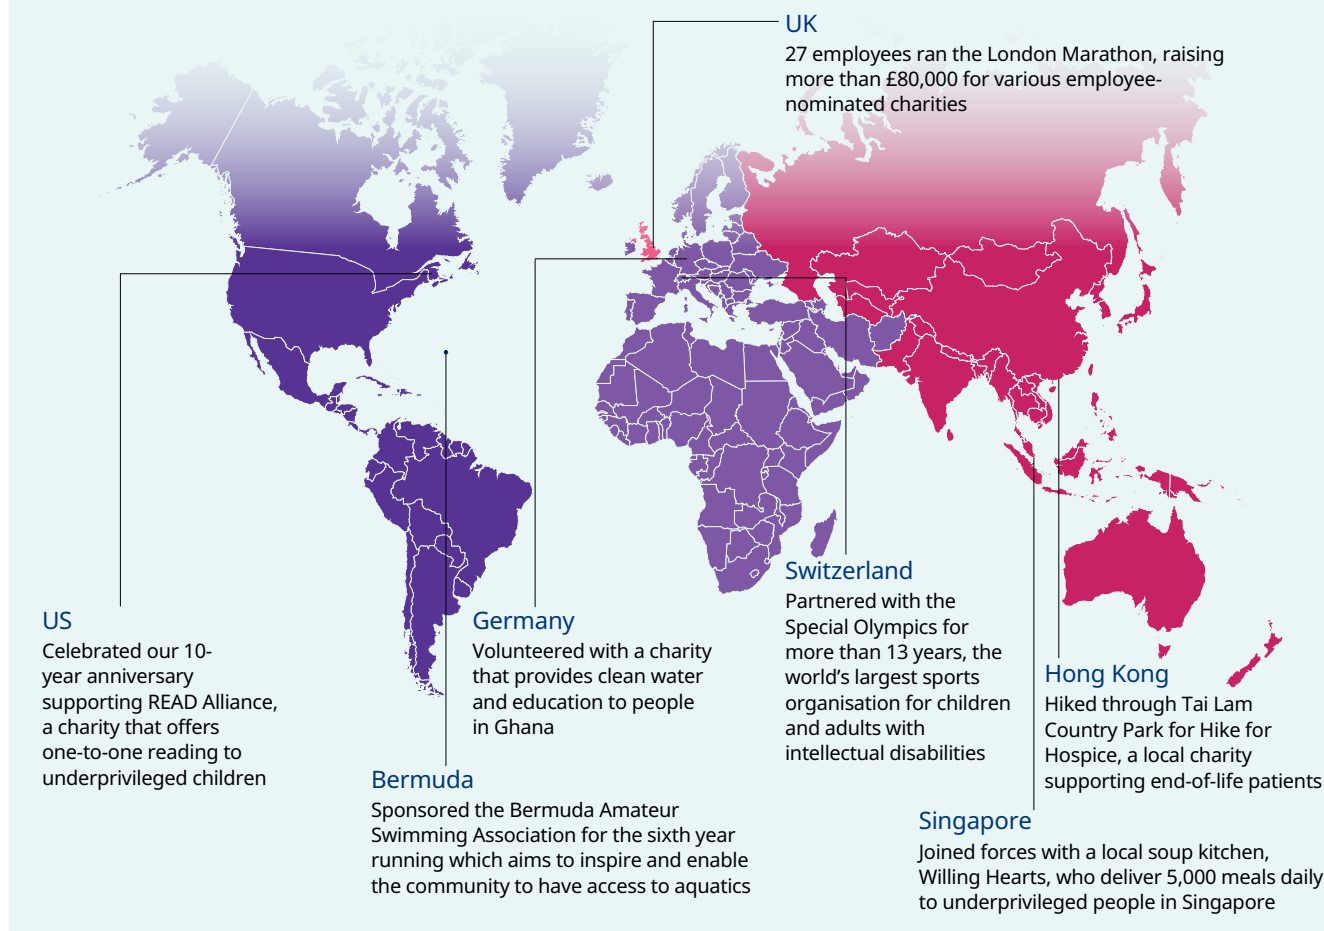 UK
27 employees ran the London Marathon, raising
more than £80,000 for various employee-
nominated charities
US
Celebrated our 10-
year anniversary
supporting READ Alliance,
a charity that offers
one-to-one reading to
underprivileged children
Germany
Volunteered with a charity
that provides clean water
and education to people
in Ghana
Bermuda
Sponsored the Bermuda Amateur
Swimming Association for the sixth year
running which aims to inspire and enable
the community to have access to aquatics
Switzerland
Partnered with the
Special Olympics for
more than 13 years, the
world’s largest sports
organisation for children
and adults with
intellectual disabilities
Hong Kong
Hiked through Tai Lam
Country Park for Hike for
Hospice, a local charity
supporting end-of-life patients
Singapore
Joined forces with a local soup kitchen,
Willing Hearts, who deliver 5,000 meals daily
to underprivileged people in Singapore